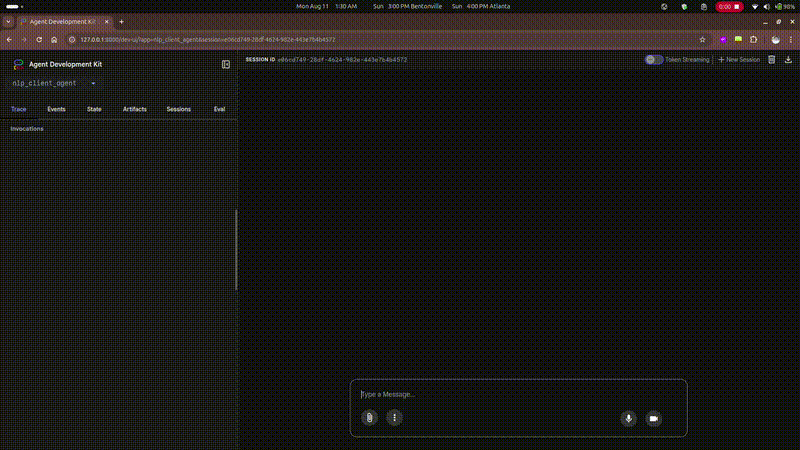 Mon Aug 11 1:30 AM Sun 3:00 PM Bentonville Sun 4:00 PM Atlanta 0:00 98%
Agent Development Kit
127.0.0.1:8000/dev-ui/?app=nlp_client_agent&session=e06cd749-28df-4624-982e-443e7b4b4572
Agent Development Kit
SESSION ID e06cd749-28df-4624-982e-443e7b4b4572 Token Streaming + New Session
nlp_client_agent
Trace Events State Artifacts Sessions Eval
Invocations
Type a Message...